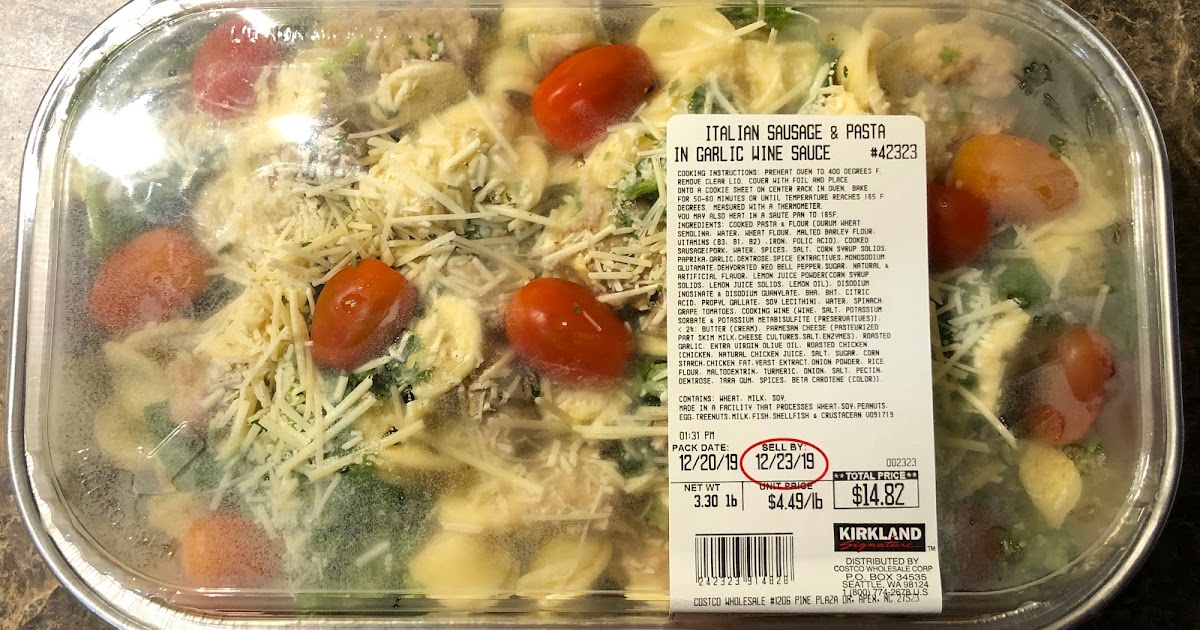 ITALIAN SAUSAGE & PASTA
IN GARLIC WINE SAUCE #42323
COOKING INSTRUCTIONS: PREHEAT OVEN TO 400 DEGREES F.
REMOVE CLEAR LID. COVER WITH FOIL AND PLACE
ONTO A COOKIE SHEET ON CENTER RACK IN OVEN. BAKE
FOR 50-60 MINUTES OR UNTIL TEMPERATURE REACHES 165 F
DEGREES. MEASURED WITH A THERMOMETER.
YOU MAY ALSO HEAT IN A SAUTE PAN TO 165F.
INGREDIENTS: COOKED PASTA & FLOUR (DURUM WHEAT
SEMOLINA, WATER, WHEAT FLOUR, MALTED BARLEY FLOUR,
VITAMINS (B3, B1, B2) ,IRON, FOLIC ACID), COOKED
SAUSAGE(PORK, WATER, SPICES, SALT, CORN SYRUP SOLIDS,
PAPRIKA,GARLIC,DEXTROSE,SPICE EXTRACTIVES,MONOSODIUM
GLUTAMATE,DEHYDRATED RED BELL PEPPER,SUGAR, NATURAL &
ARTIFICIAL FLAVOR, LEMON JUICE POWDER(CORN SYRUP
SOLIDS, LEMON JUICE SOLIDS, LEMON OIL), DISODIUM
INOSINATE & DISODIUM GUANYLATE, BHA, BHT, CITRIC
ACID, PROPYL GALLATE, SOY LECITHIN), WATER, SPINACH,
GRAPE TOMATOES, COOKING WINE (WINE, SALT, POTASSIUM
SORBATE & POTASSIUM METABISULFITE (PRESERVATIVES)),
< 2%: BUTTER (CREAM), PARMESAN CHEESE (PASTEURIZED
PART SKIM MILK,CHEESE CULTURES,SALT,ENZYMES), ROASTED
GARLIC, EXTRA VIRGIN OLIVE OIL, ROASTED CHICKEN
(CHICKEN, NATURAL CHICKEN JUICE, SALT, SUGAR, CORN
STARCH,CHICKEN FAT,YEAST EXTRACT,ONION POWDER, RICE
FLOUR, MALTODEXTRIN, TURMERIC, ONION, SALT, PECTIN,
DEXTROSE, TARA GUM, SPICES, BETA CAROTENE (COLOR)).
CONTAINS: WHEAT, MILK, SOY.
MADE IN A FACILITY THAT PROCESSES WHEAT,SOY,PEANUTS,
EGG,TREENUTS,MILK,FISH,SHELLFISH & CRUSTACEAN V091719
01:31 PM
PACK DATE: SELL BY:
12/20/19 12/23/19 002323
NET WT UNIT PRICE **TOTAL PRICE**
3.30 lb $4.49/lb $14.82
KIRKLAND
Signature™
242323 914828
DISTRIBUTED BY
COSTCO WHOLESALE CORP
P.O. BOX 34535
SEATTLE, WA 98124
1 (800) 774-2678 U.S
COSTCO WHOLESALE #1206 PINE PLAZA DR. APEX, NC 27523